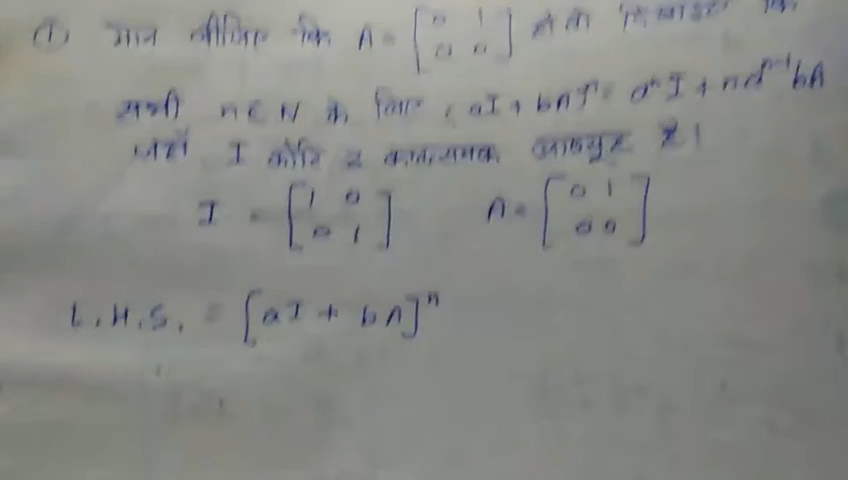 ① मान लीजिए कि A = [0 1 0 0] हो तो दिखाइए कि
सभी n ∈ N के लिए (aI + bA)ⁿ = aⁿI + naⁿ⁻¹bA
जहाँ I कोटि 2 का तत्समक आव्यूह है।
I = [1 0 0 1] A = [0 1 0 0]
L.H.S. = [aI + bA]ⁿ